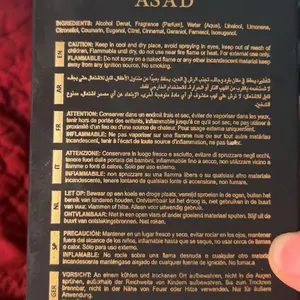 ASAD
INGREDIENTS: Alcohol Denat, Fragrance (Parfum), Water (Aqua), Linalool, Limonene,
Citronellol, Coumarin, Eugenol, Citral, Cinnamal, Geraniol, Farnesol, Isoeugenol.
EN
CAUTION: Keep in cool and dry place, avoid spraying in eyes, keep out of reach of
children, Flammable until dry, do not use near fire flame or heat. For external use only.
FLAMMABLE: Do not spray on a naked flame or any other incandescent material keep
away from any ignition source, No smoking.
AR
FR
ATTENTION: Conserver dans un endroit frais et sec, éviter de vaporiser dans les yeux,
tenir hors de portée des enfants, inflammable jusqu'au séchage, ne pas l'utiliser à
proximité d'un feu ou d'une source de chaleur. Pour usage externe uniquement.
INFLAMMABLE: Ne pas vaporiser sur une flamme nue ou sur tout autre matériau
incandescent, tenir à l'écart de toute source d'inflammation, ne pas fumer.
IT
ATTENZIONE: Conservare in luogo fresco e asciutto, evitare di spruzzare negli occhi,
tenere fuori dalla portata dei bambini, infiammabile fino a secco, non utilizzare vicino a
fiamme o fonti di calore. Solo per uso esterno.
INFIAMMABILE: non spruzzare su una fiamma libera o su qualsiasi altro materiale
incandescente, tenere lontano da qualsiasi fonte di accensione, non fumare.
NL
LET OP: Bewaar op een koele en droge plaats, vermijd sproeien in de ogen, buiten het
bereik van kinderen houden, Ontvlambaar tot droog, niet gebruiken in de buurt van
vuur vlam of hitte. Alleen voor uitwendig gebruik.
ONTVLAMBAAR: Niet in een open vlam of ander gloeiend materiaal spuiten, Blijf uit de
buurt van ontstekingsbronnen, Niet roken.
SP
PRECAUCIÓN: Mantener en un lugar fresco y seco, evitar rociar en los ojos, mantener
fuera del alcance de los niños, inflamable hasta que se seque, no usar cerca de
llamas o calor. Solo para uso externo.
INFLAMABLE: No rocíe sobre una llama desnuda o cualquier otro material
incandescente manténgase alejado de cualquier fuente de ignición, No fumar.
GER
VORSICHT: An einem kühlen und trockenen Ort aufbewahren, nicht in die Augen
sprühen, außerhalb der Reichweite von Kindern aufbewahren, Entflammbar bis zum
Trocknen, nicht in der Nähe von Feuer oder Hitze verwenden. Nur für äußere
Anwendung.